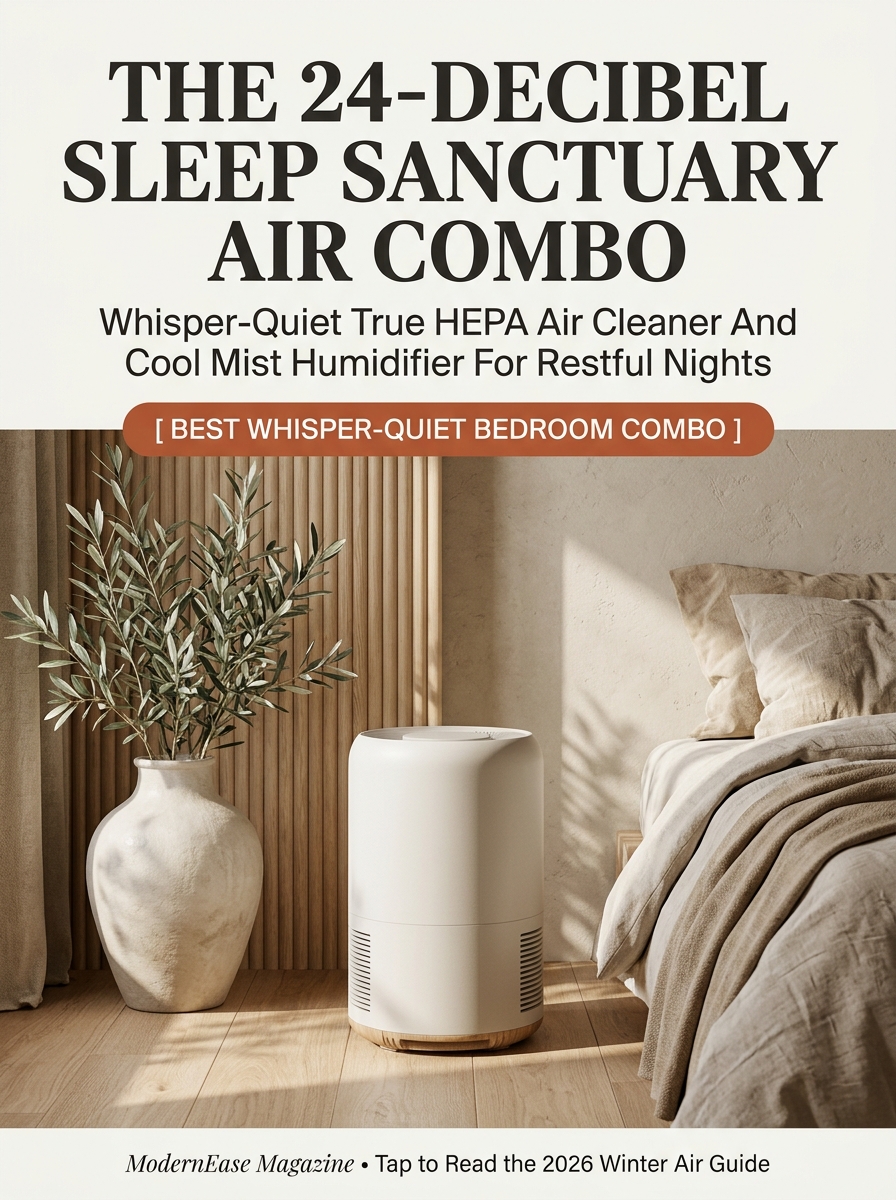 THE 24-DECIBEL
SLEEP SANCTUARY
AIR COMBO
Whisper-Quiet True HEPA Air Cleaner And
Cool Mist Humidifier For Restful Nights
[ BEST WHISPER-QUIET BEDROOM COMBO ]
ModernEase Magazine • Tap to Read the 2026 Winter Air Guide